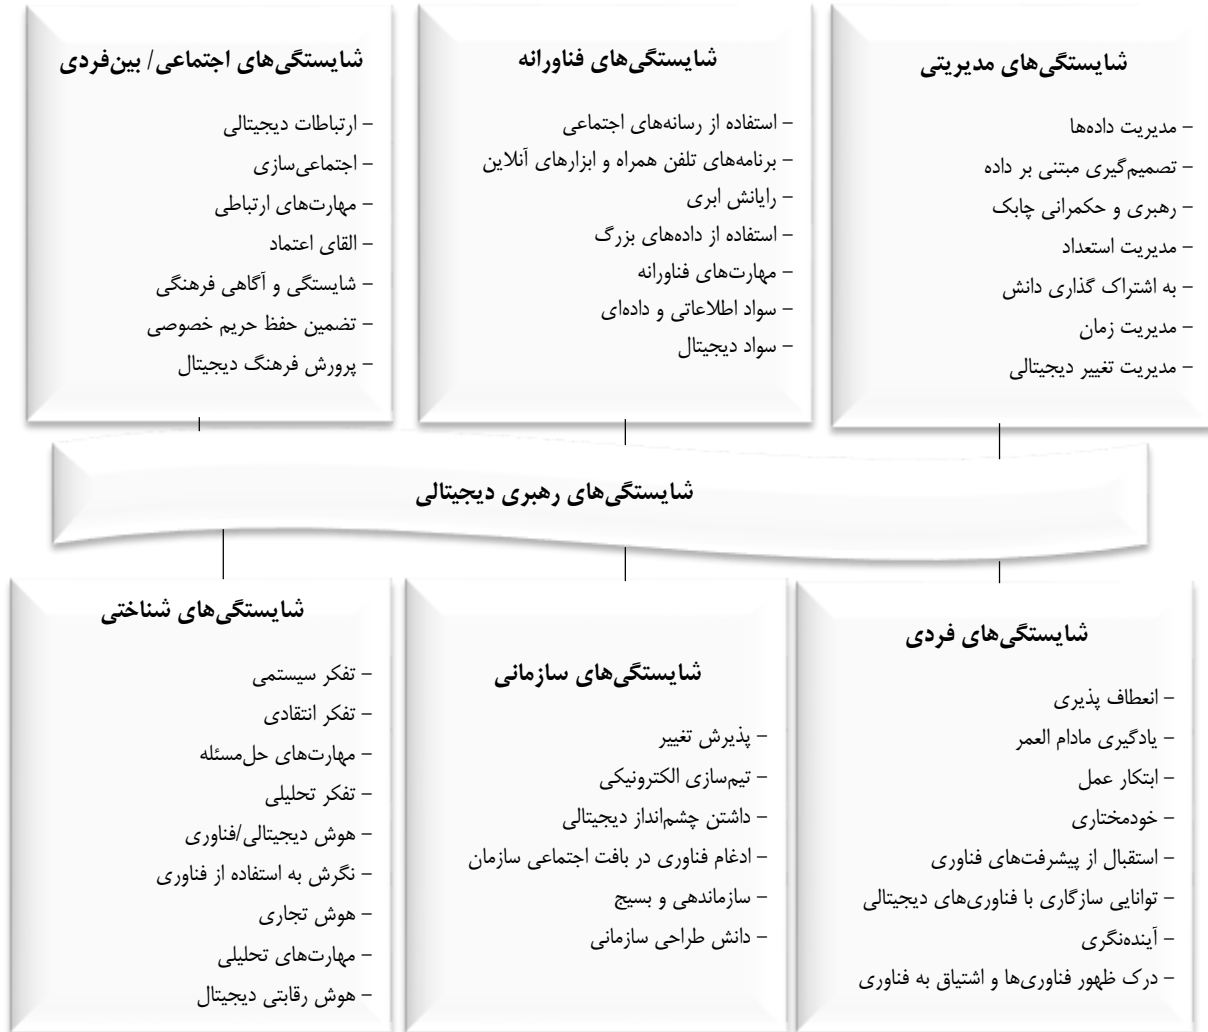 شایستگی‌های مدیریتی
- مدیریت داده‌ها
- تصمیم‌گیری مبتنی بر داده
- رهبری و حکمرانی چابک
- مدیریت استعداد
- به اشتراک گذاری دانش
- مدیریت زمان
- مدیریت تغییر دیجیتالی
شایستگی‌های فناورانه
- استفاده از رسانه‌های اجتماعی
- برنامه‌های تلفن همراه و ابزارهای آنلاین
- رایانش ابری
- استفاده از داده‌های بزرگ
- مهارت‌های فناورانه
- سواد اطلاعاتی و داده‌ای
- سواد دیجیتال
شایستگی‌های اجتماعی/ بین‌فردی
- ارتباطات دیجیتالی
- اجتماعی‌سازی
- مهارت‌های ارتباطی
- القای اعتماد
- شایستگی و آگاهی فرهنگی
- تضمین حفظ حریم خصوصی
- پرورش فرهنگ دیجیتال
شایستگی‌های رهبری دیجیتالی
شایستگی‌های فردی
- انعطاف پذیری
- یادگیری مادام العمر
- ابتکار عمل
- خودمختاری
- استقبال از پیشرفت‌های فناوری
- توانایی سازگاری با فناوری‌های دیجیتالی
- آینده‌نگری
- درک ظهور فناوری‌ها و اشتیاق به فناوری
شایستگی‌های سازمانی
- پذیرش تغییر
- تیم‌سازی الکترونیکی
- داشتن چشم‌انداز دیجیتالی
- ادغام فناوری در بافت اجتماعی سازمان
- سازماندهی و بسیج
- دانش طراحی سازمانی
شایستگی‌های شناختی
- تفکر سیستمی
- تفکر انتقادی
- مهارت‌های حل‌مسئله
- تفکر تحلیلی
- هوش دیجیتالی/فناوری
- نگرش به استفاده از فناوری
- هوش تجاری
- مهارت‌های تحلیلی
- هوش رقابتی دیجیتال